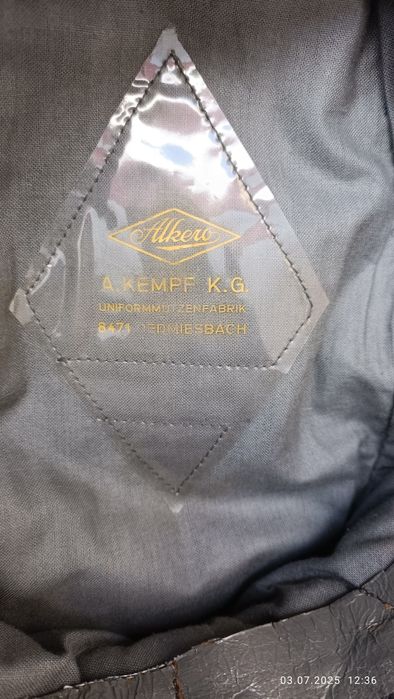 Alkero
A. KEMPF K.G.
UNIFORMMÜTZENFABRIK
8471
03.07.2025 12:36